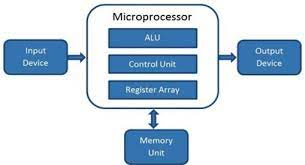 Microprocessor
Input
Device
ALU
Control Unit
Register Array
Output
Device
Memory
Unit